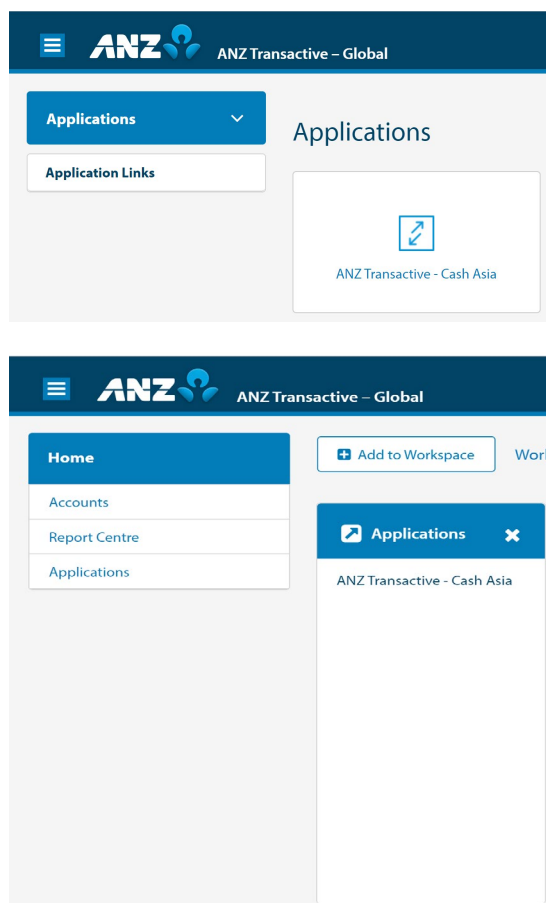 ANZ ANZ Transactive – Global
Applications
Applications
Application Links
ANZ Transactive - Cash Asia
ANZ ANZ Transactive – Global
Home
Add to Workspace
Accounts
Report Centre
Applications
Applications
ANZ Transactive - Cash Asia